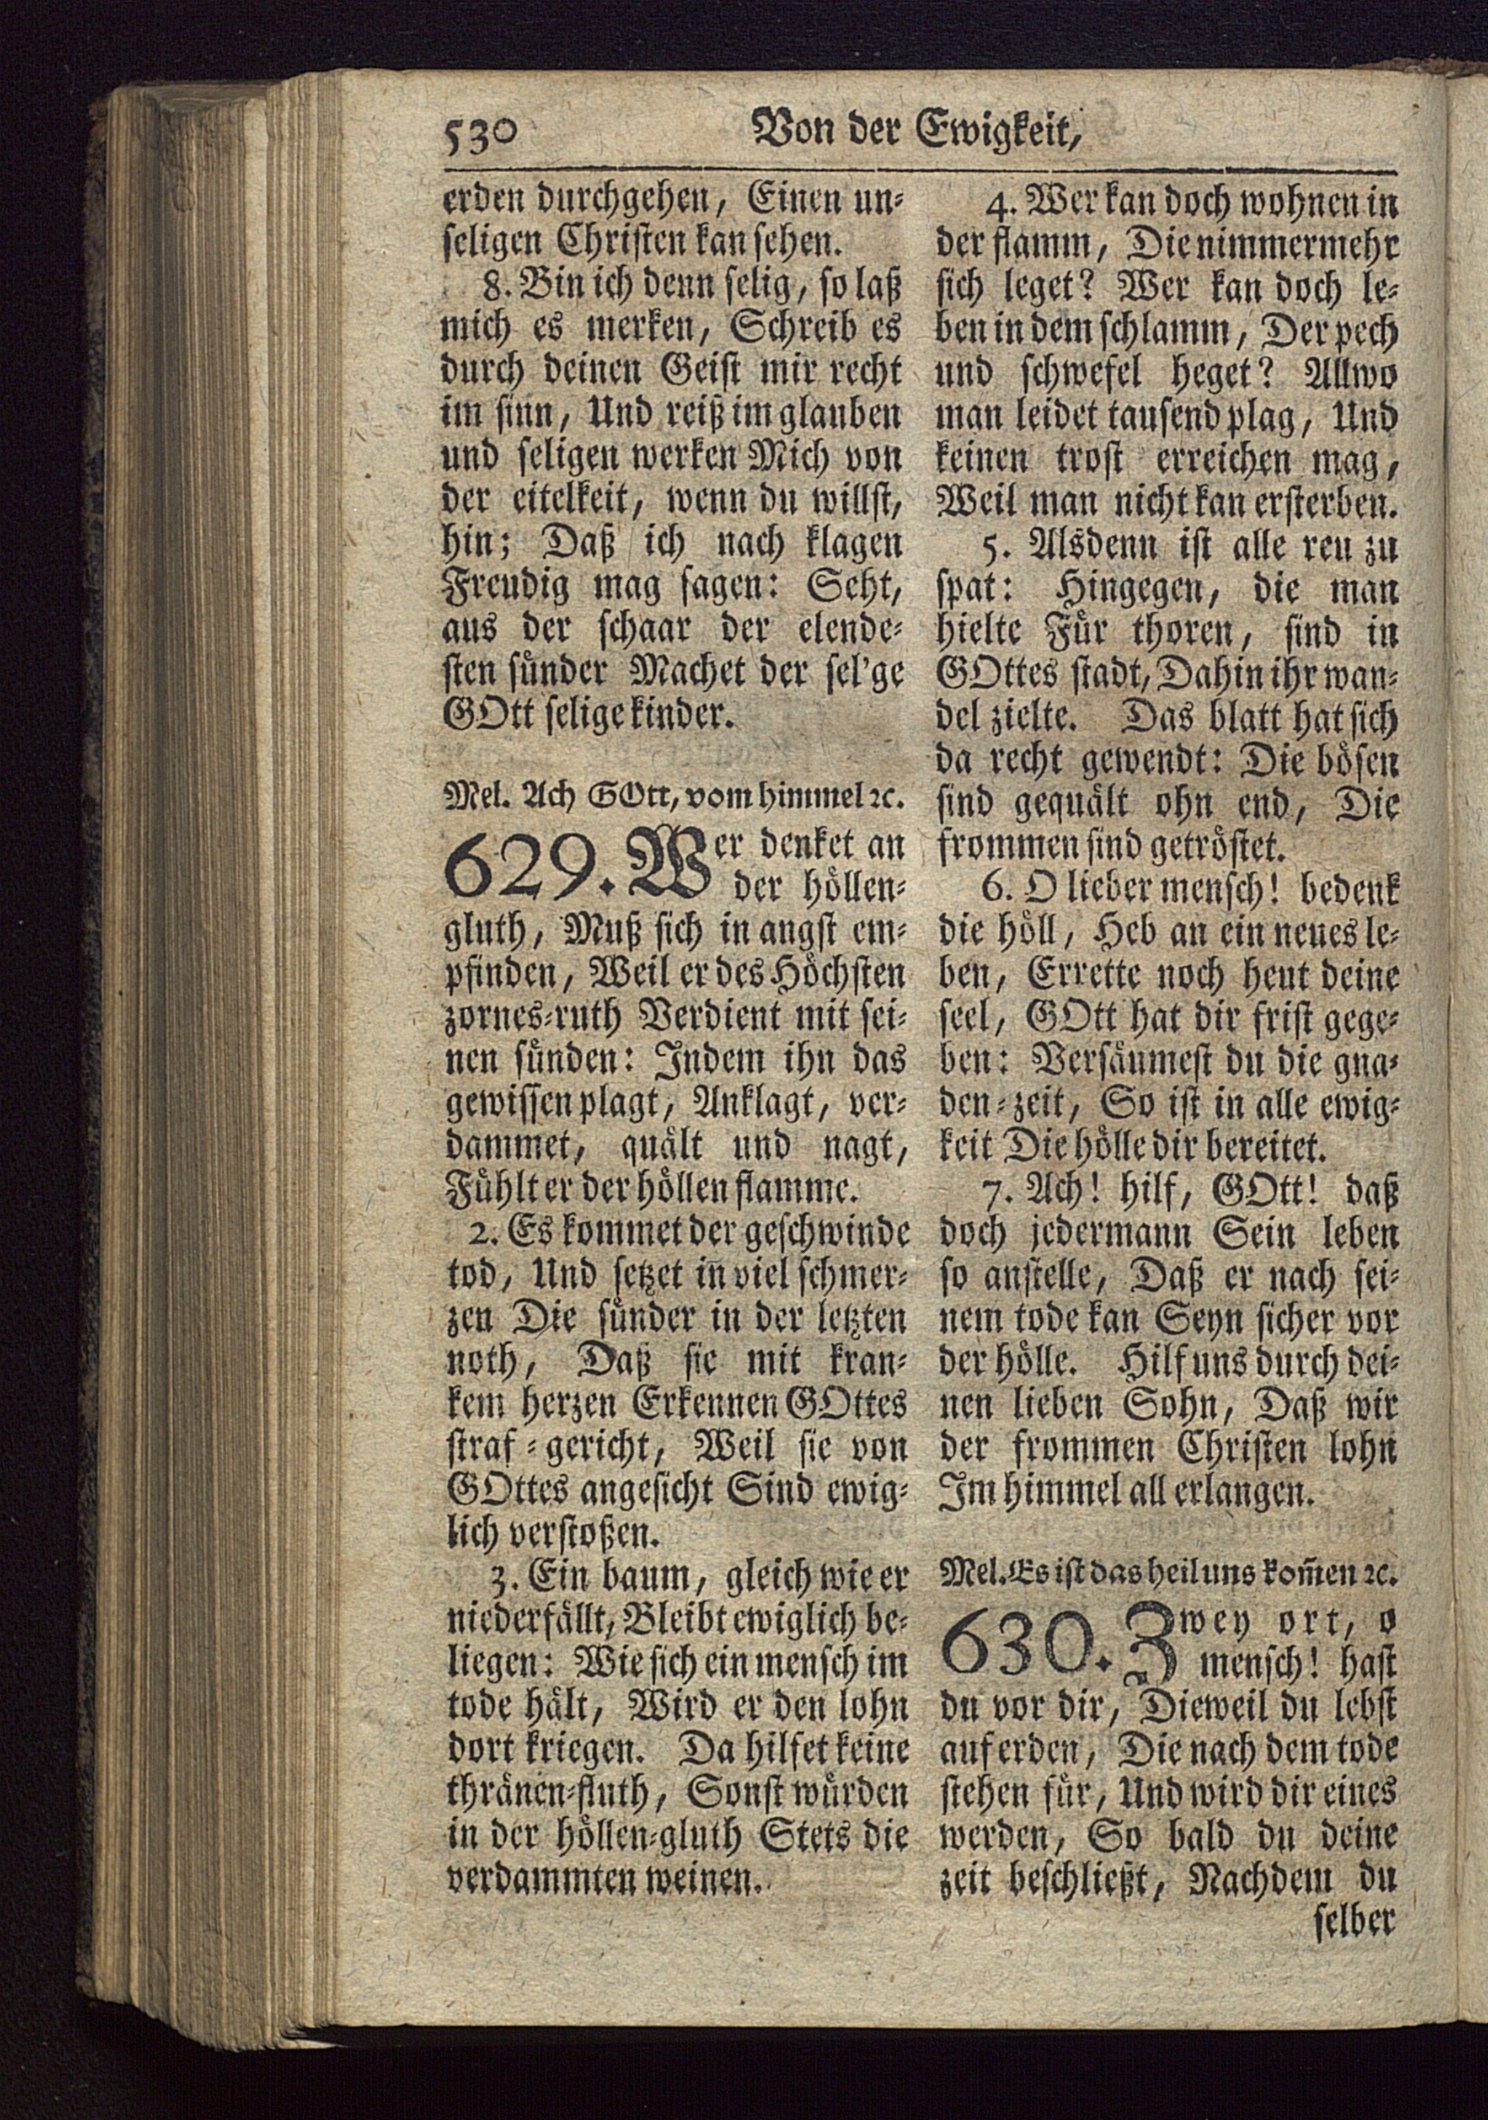 530 Von der Ewigkeit,
erden durchgehen, Einen un-
seligen Christen kan sehen.
8. Bin ich denn selig, so laß
mich es merken, Schreib es
durch deinen Geist mir recht
im sinn, Und reiß im glauben
und seligen werken Mich von
der eitelkeit, wenn du willst,
hin; Daß ich nach klagen
Freudig mag sagen: Seht,
aus der schaar der elende-
sten sünder Machet der sel'ge
GOtt selige kinder.
Mel. Ach GOtt, vom himmel ꝛc.
629. Wer denket an
der höllen-
gluth, Muß sich in angst em-
pfinden, Weil er des Höchsten
zornes-ruth Verdient mit sei-
nen sünden: Indem ihn das
gewissen plagt, Anklagt, ver-
dammet, quält und nagt,
Fühlt er der höllen flamme.
2. Es kommet der geschwinde
tod, Und setzet in viel schmer-
zen Die sünder in der letzten
noth, Daß sie mit kran-
kem herzen Erkennen GOttes
straf-gericht, Weil sie von
GOttes angesicht Sind ewig-
lich verstoßen.
3. Ein baum, gleich wie er
niederfällt, Bleibt ewiglich be-
liegen: Wie sich ein mensch im
tode hält, Wird er den lohn
dort kriegen. Da hilfet keine
thränen-fluth, Sonst würden
in der höllen-gluth Stets die
verdammten weinen.
4. Wer kan doch wohnen in
der flamm, Die nimmermehr
sich leget? Wer kan doch le-
ben in dem schlamm, Der pech
und schwefel heget? Allwo
man leidet tausend plag, Und
keinen trost erreichen mag,
Weil man nicht kan ersterben.
5. Alsdenn ist alle reu zu
spat: Hingegen, die man
hielte Für thoren, sind in
GOttes stadt, Dahin ihr wan-
del zielte. Das blatt hat sich
da recht gewendt: Die bösen
sind gequält ohn end, Die
frommen sind getröstet.
6. O lieber mensch! bedenk
die höll, Heb an ein neues le-
ben, Errette noch heut deine
seel, GOtt hat dir frist gege-
ben: Versäumest du die gna-
den-zeit, So ist in alle ewig-
keit Die hölle dir bereitet.
7. Ach! hilf, GOtt! daß
doch jedermann Sein leben
so anstelle, Daß er nach sei-
nem tode kan Seyn sicher vor
der hölle. Hilf uns durch dei-
nen lieben Sohn, Daß wir
der frommen Christen lohn
Im himmel all erlangen.
Mel. Es ist das heil uns kom̃en ꝛc.
630. Zwey ort, o
mensch! hast
du vor dir, Dieweil du lebst
auf erden, Die nach dem tode
stehen für, Und wird dir eines
werden, So bald du deine
zeit beschließt, Nachdem du
selber